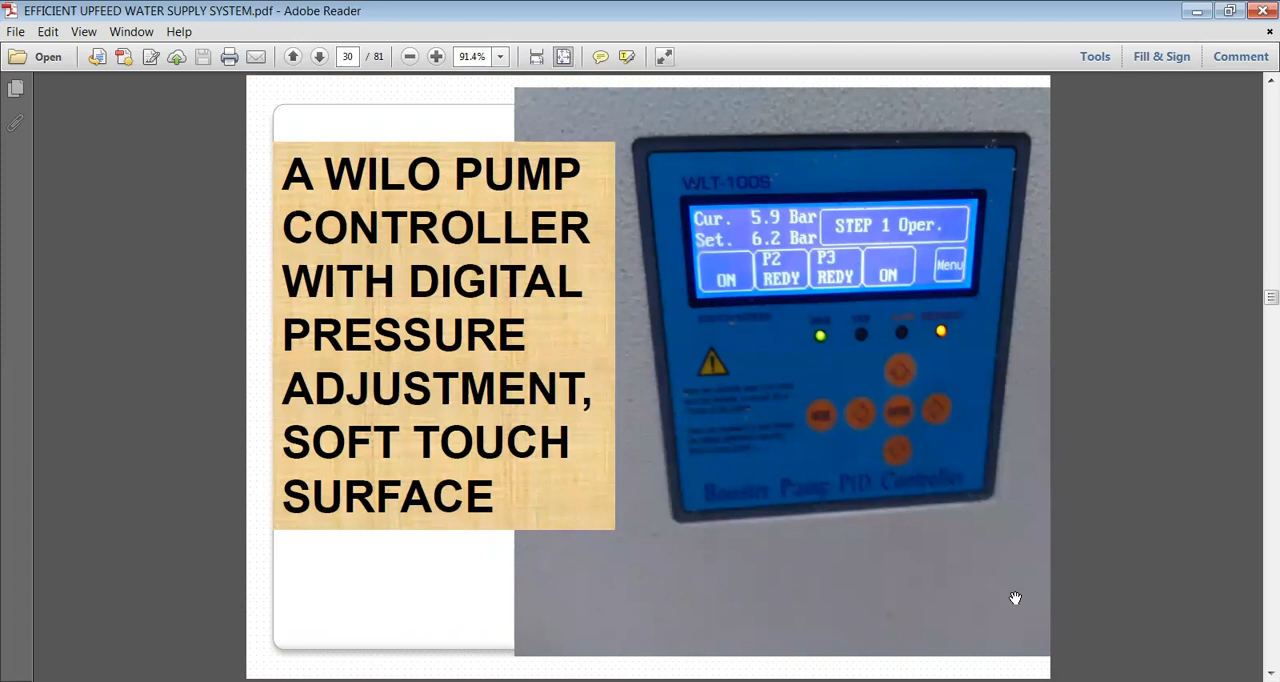 EFFICIENT UPFEED WATER SUPPLY SYSTEM.pdf - Adobe Reader
File Edit View Window Help
Open 30 / 81 91.4% Tools Fill & Sign Comment
A WILO PUMP
CONTROLLER
WITH DIGITAL
PRESSURE
ADJUSTMENT,
SOFT TOUCH
SURFACE
WLT-100S
Cur. 5.9 Bar STEP 1 Oper.
Set. 6.2 Bar
P2 P3
ON REDY REDY ON Menu
Booster Pump PID Controller